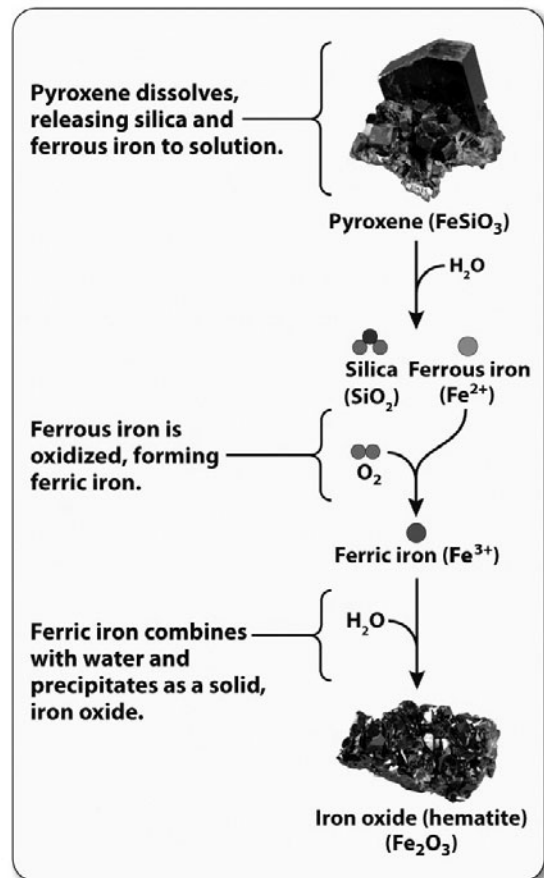 Pyroxene dissolves,
releasing silica and
ferrous iron to solution.
Pyroxene (FeSiO₃)
H₂O
Silica
(SiO₂)
Ferrous iron
(Fe²⁺)
Ferrous iron is
oxidized, forming
ferric iron.
O₂
Ferric iron (Fe³⁺)
Ferric iron combines
with water and
precipitates as a solid,
iron oxide.
H₂O
Iron oxide (hematite)
(Fe₂O₃)